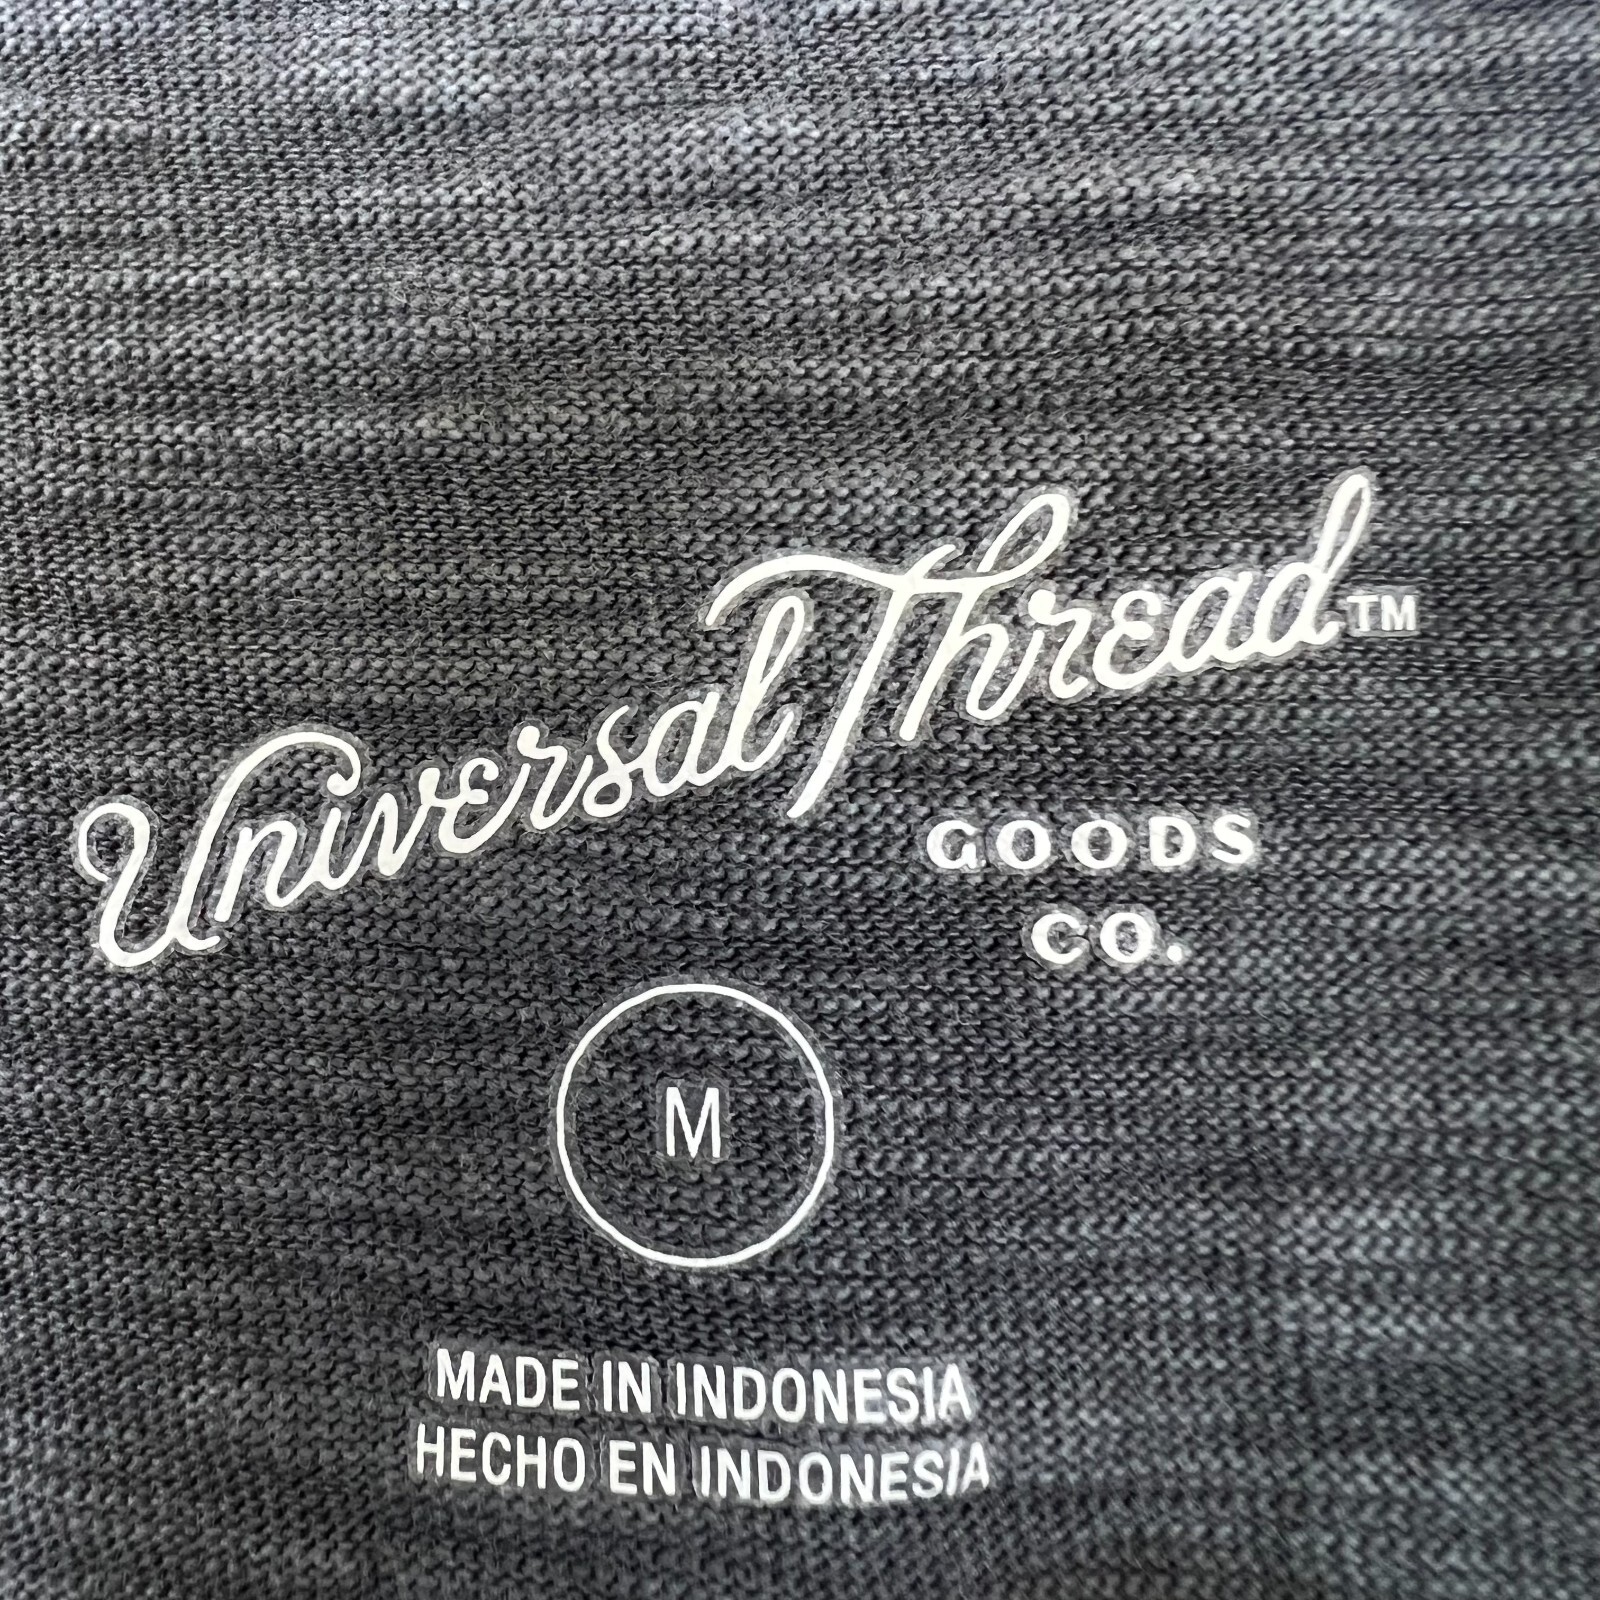 Universal Thread™
GOODS
CO.
M
MADE IN INDONESIA
HECHO EN INDONESIA